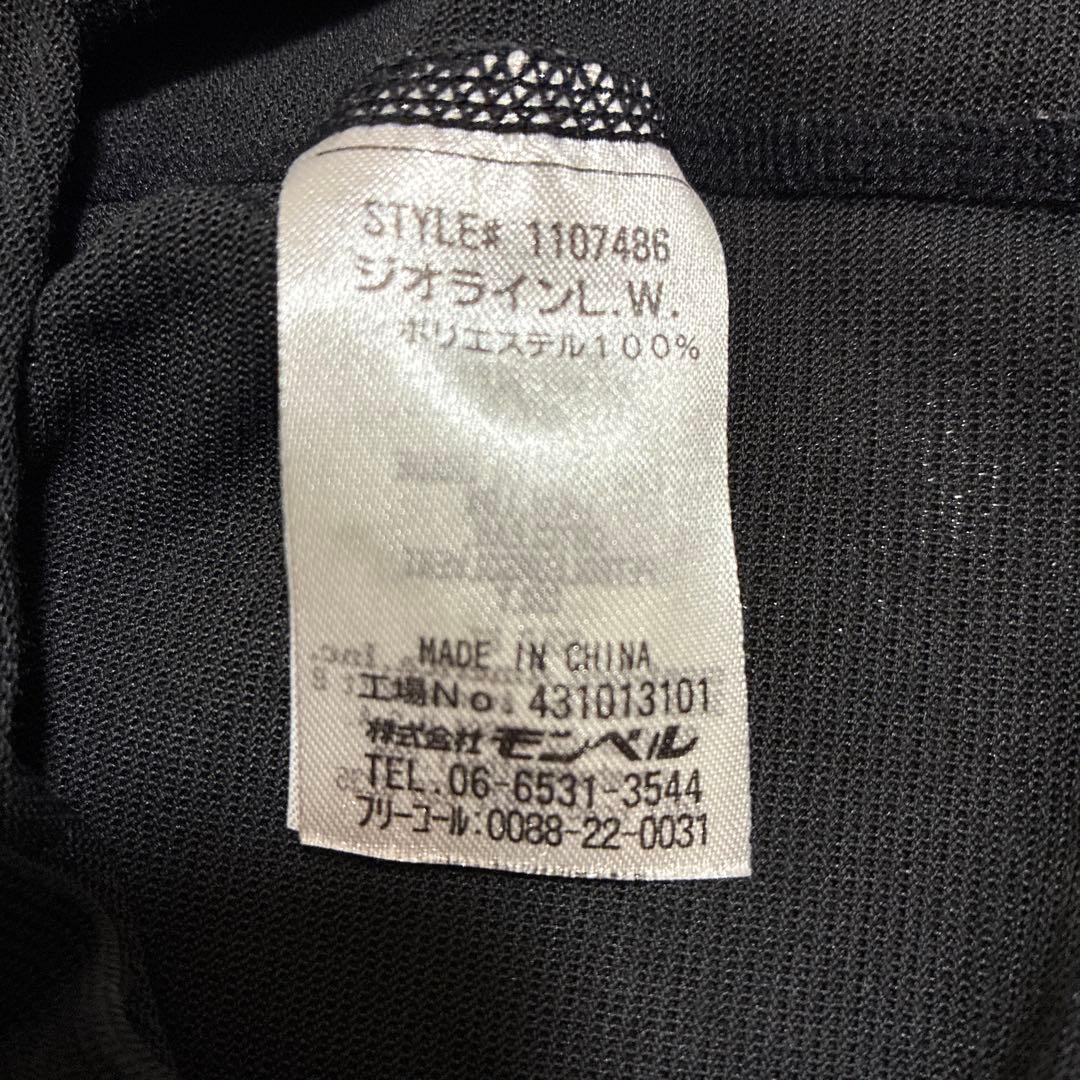 STYLE# 1107486
ジオラインL.W.
ポリエステル100%
MADE IN CHINA
工場No. 431013101
株式会社 モンベル
TEL.06-6531-3544
フリーコール:0088-22-0031